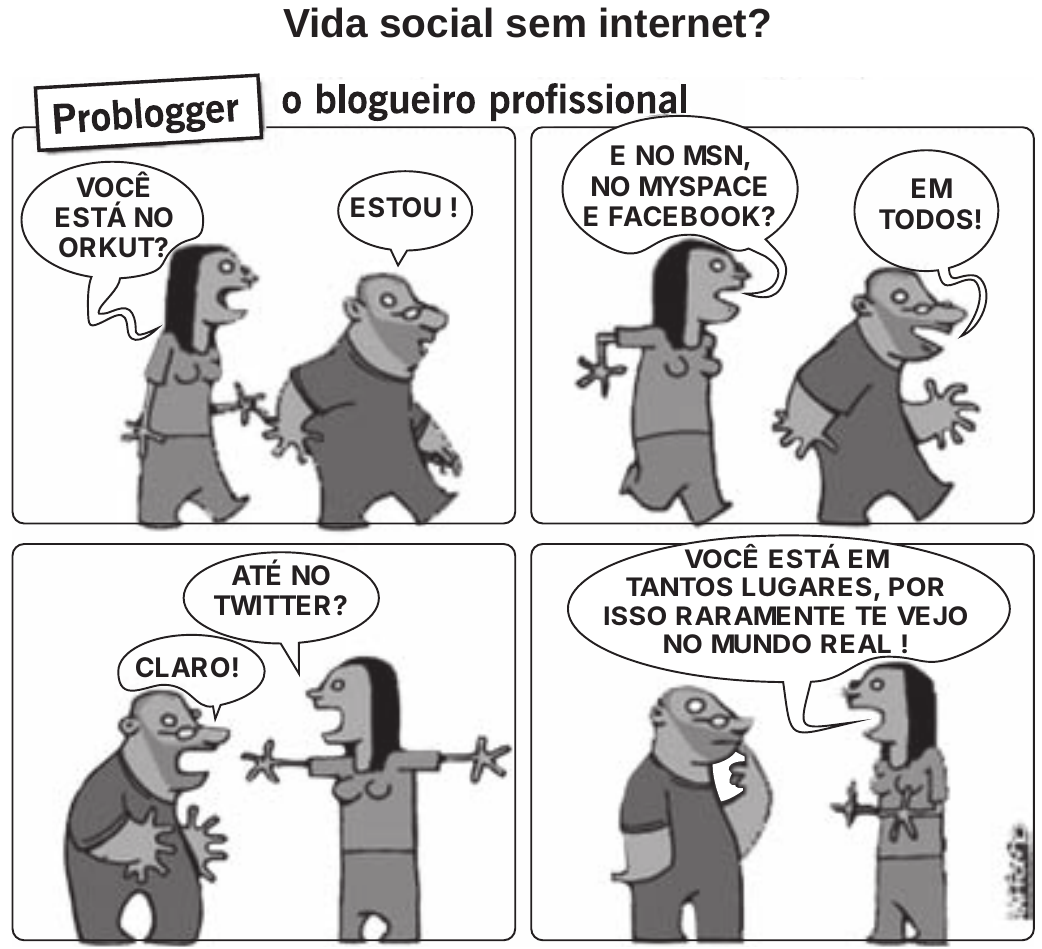 Vida social sem internet?
Problogger o blogueiro profissional
VOCÊ
ESTÁ NO
ORKUT?
ESTOU !
E NO MSN,
NO MYSPACE
E FACEBOOK?
EM
TODOS!
ATÉ NO
TWITTER?
CLARO!
VOCÊ ESTÁ EM
TANTOS LUGARES, POR
ISSO RARAMENTE TE VEJO
NO MUNDO REAL !